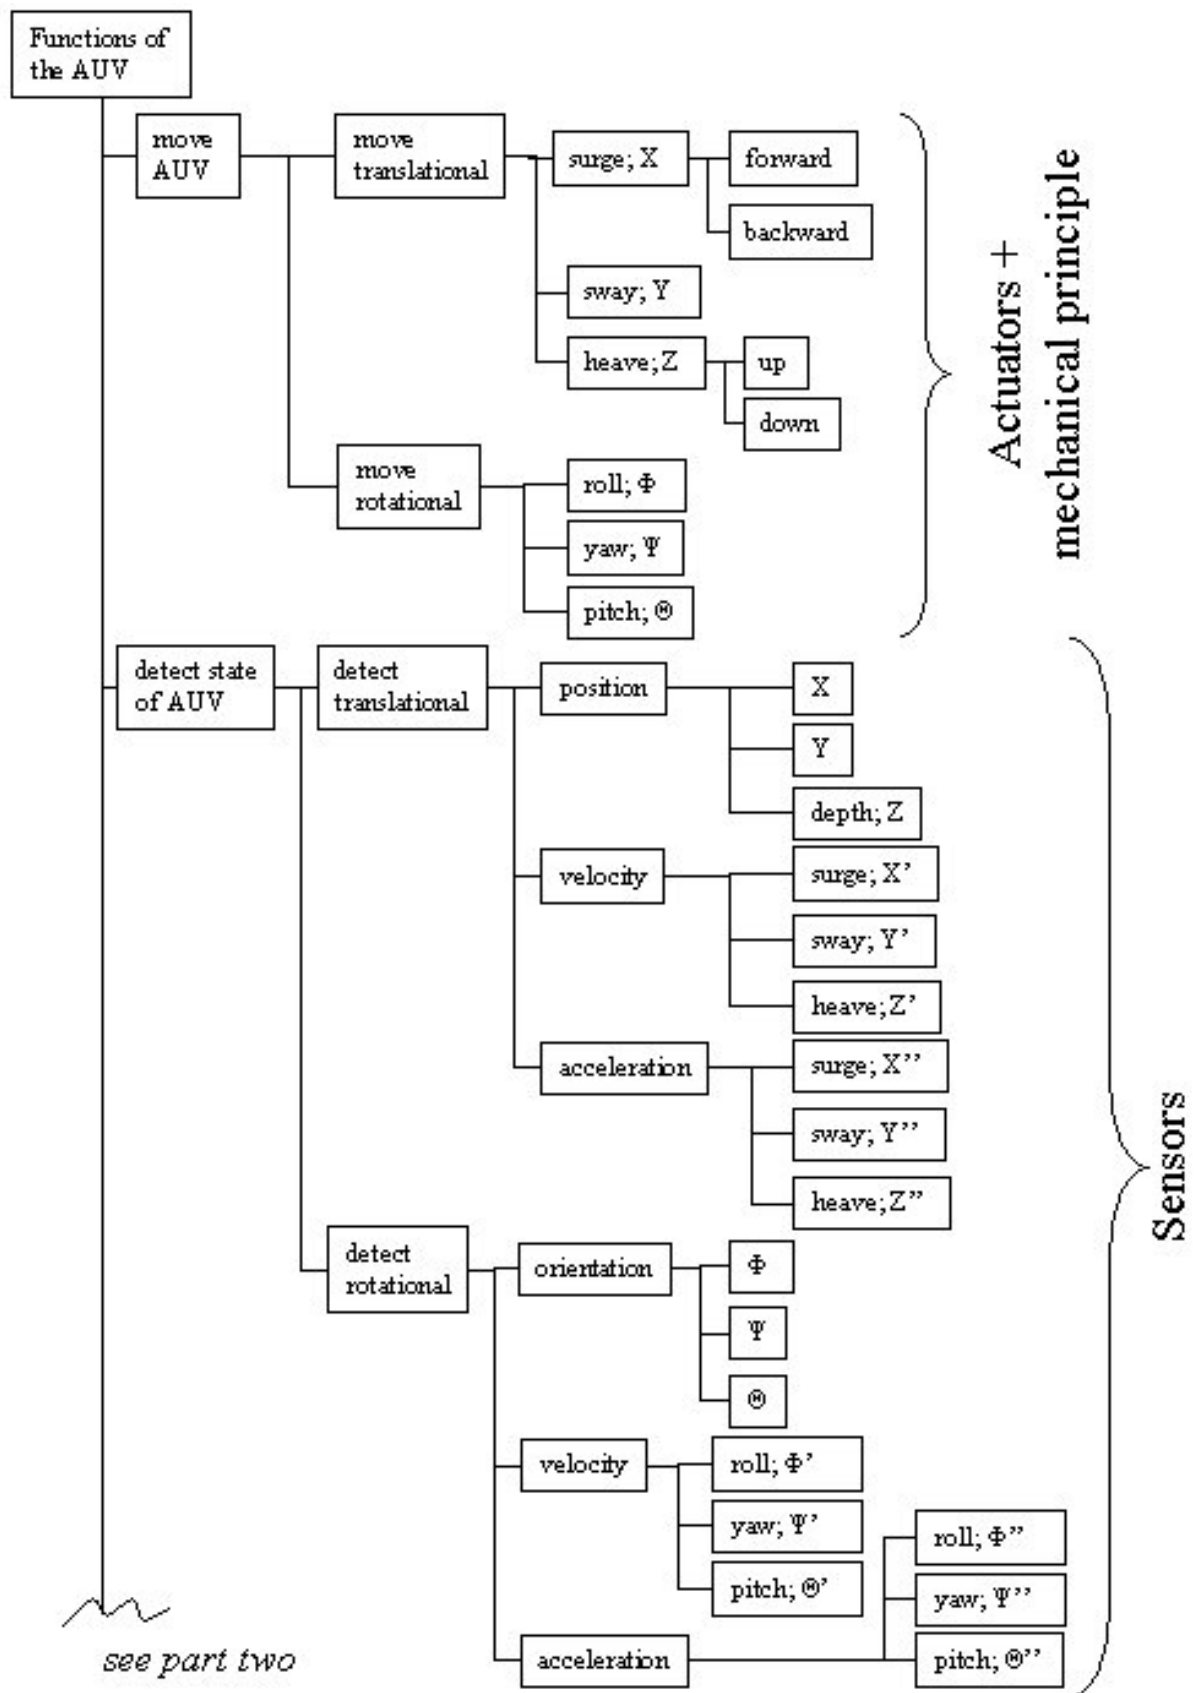 Functions of
the AUV
move
AUV
move
translational
surge; X
forward
backward
sway; Y
heave; Z
up
down
move
rotational
roll; Φ
yaw; Ψ
pitch; Θ
Actuators +
mechanical principle
detect state
of AUV
detect
translational
position
X
Y
depth; Z
velocity
surge; X’
sway; Y’
heave; Z’
acceleration
surge; X’’
sway; Y’’
heave; Z’’
detect
rotational
orientation
Φ
Ψ
Θ
velocity
roll; Φ’
yaw; Ψ’
pitch; Θ’
acceleration
roll; Φ’’
yaw; Ψ’’
pitch; Θ’’
Sensors
see part two